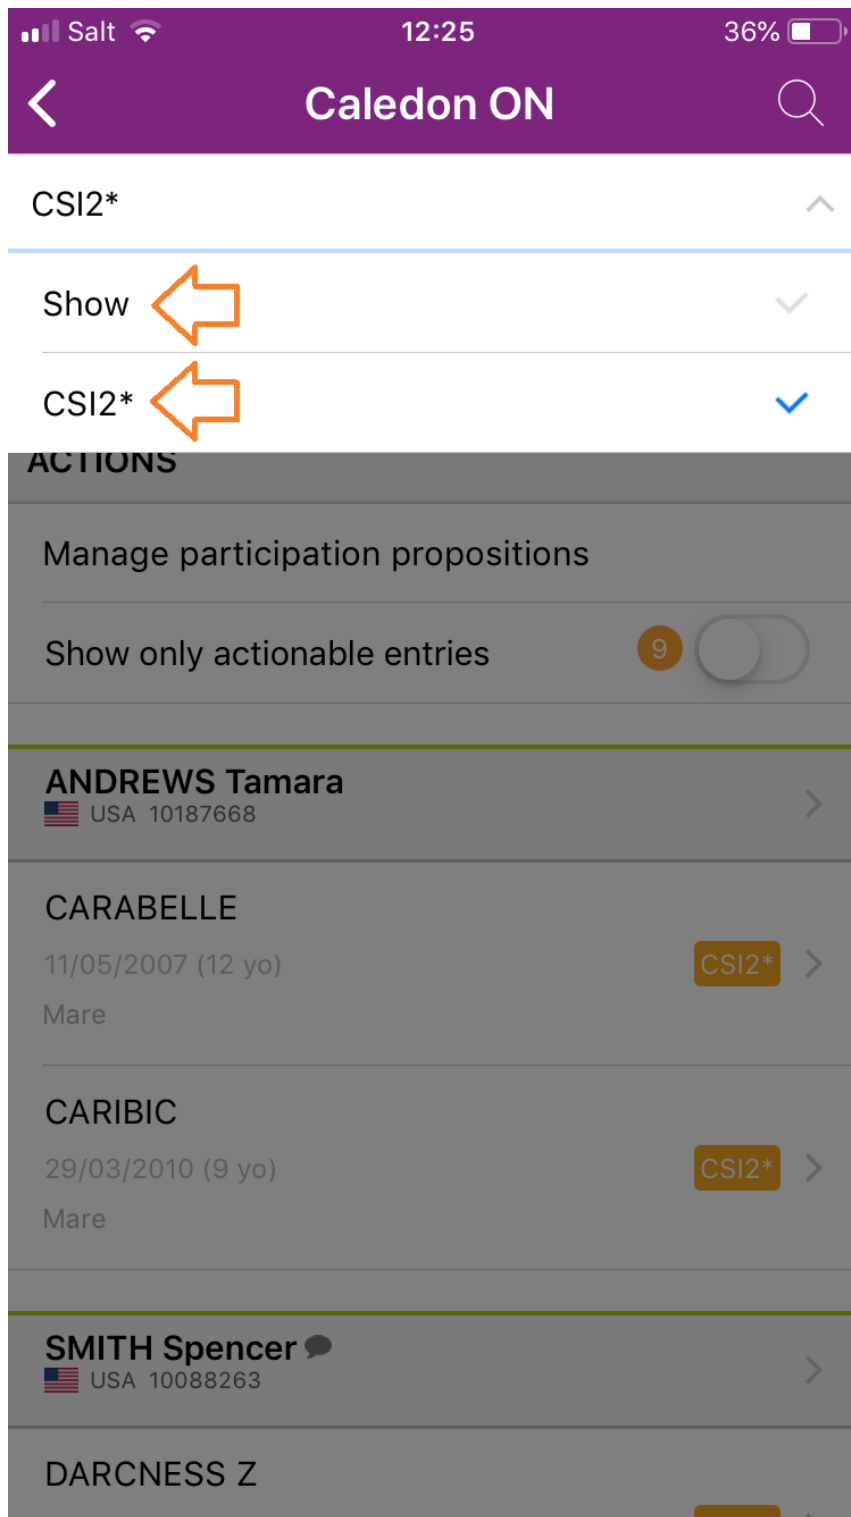 Salt 12:25 36%
Caledon ON
CSI2*
Show
CSI2*
ACTIONS
Manage participation propositions
Show only actionable entries 9
ANDREWS Tamara
USA 10187668
CARABELLE
11/05/2007 (12 yo) CSI2*
Mare
CARIBIC
29/03/2010 (9 yo) CSI2*
Mare
SMITH Spencer
USA 10088263
DARCNESS Z